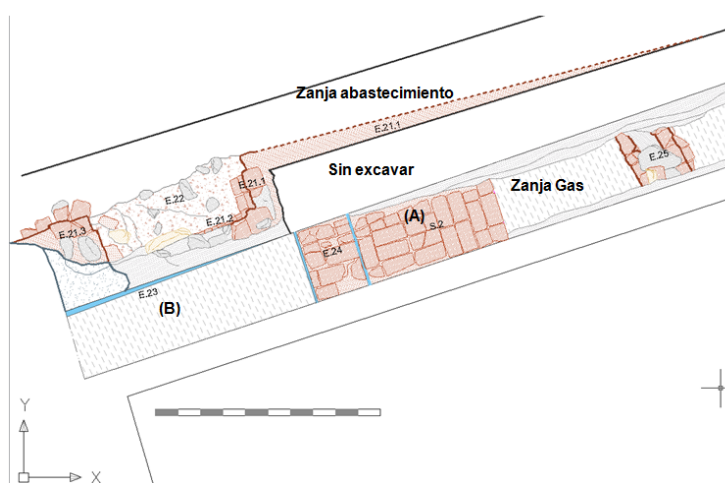 Zanja abastecimiento
E.21.1
Sin excavar
E.25
E.22
E.21.1
Zanja Gas
E.21.2
(A)
E.21.3
S.2
E.24
E.23
(B)
Y
X